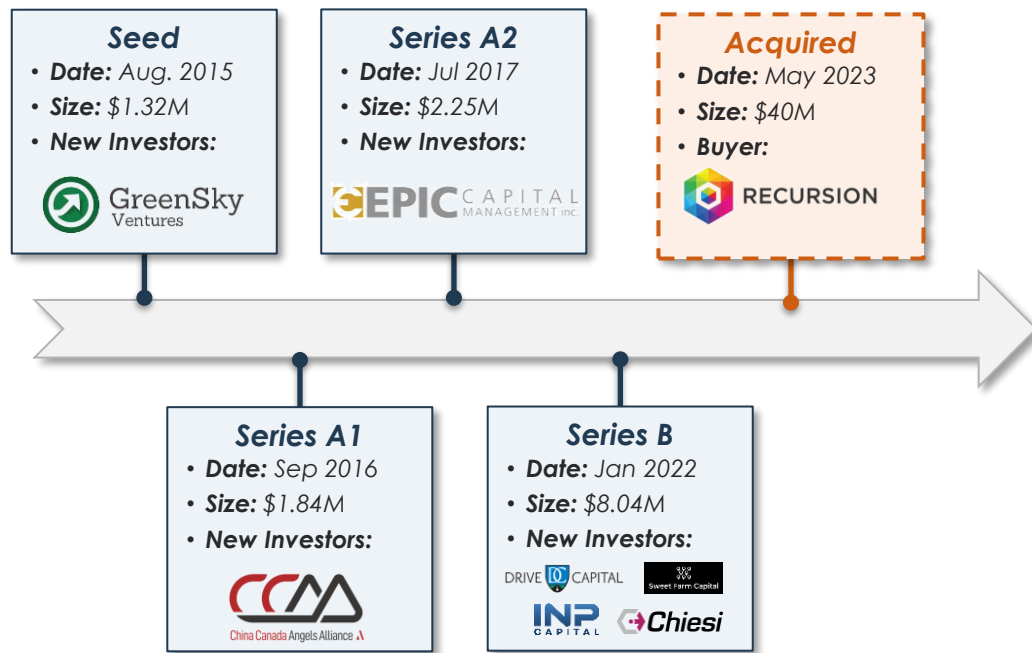 Seed
• Date: Aug. 2015
• Size: $1.32M
• New Investors:
GreenSky
Ventures
Series A2
• Date: Jul 2017
• Size: $2.25M
• New Investors:
EPIC CAPITAL
MANAGEMENT inc.
Acquired
• Date: May 2023
• Size: $40M
• Buyer:
RECURSION
Series A1
• Date: Sep 2016
• Size: $1.84M
• New Investors:
CCAA
China Canada Angels Alliance
Series B
• Date: Jan 2022
• Size: $8.04M
• New Investors:
DRIVE DC CAPITAL
Sweet Farm Capital
INP
CAPITAL
Chiesi